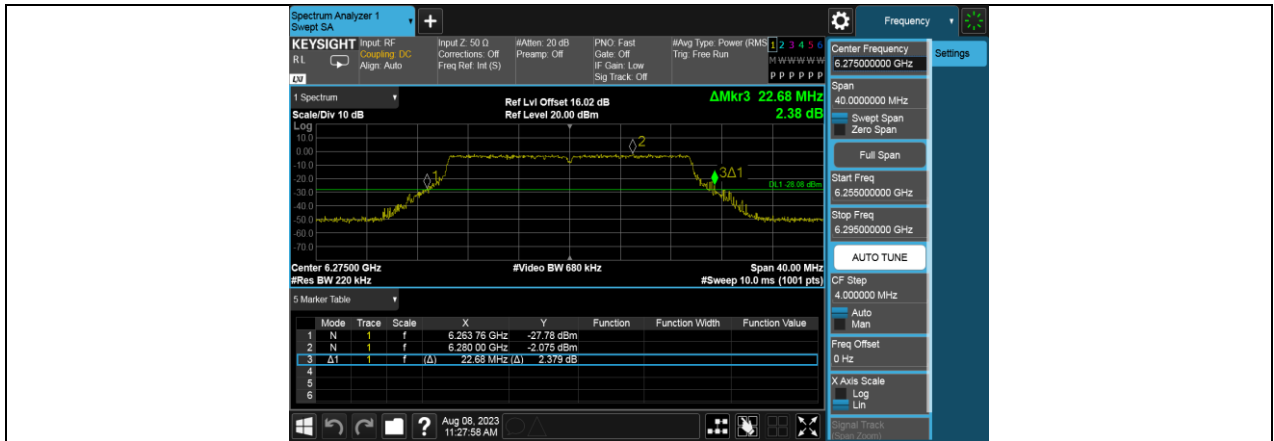 Spectrum Analyzer 1
Swept SA
Frequency
KEYSIGHT
RL
LXI
Input: RF
Coupling: DC
Align: Auto
Input Z: 50 Ω
Corrections: Off
Freq Ref: Int (S)
#Atten: 20 dB
Preamp: Off
PNO: Fast
Gate: Off
IF Gain: Low
Sig Track: Off
#Avg Type: Power (RMS
Trig: Free Run
1 2 3 4 5 6
M W W W W W
P P P P P P
1 Spectrum
Scale/Div 10 dB
Ref Lvl Offset 16.02 dB
Ref Level 20.00 dBm
ΔMkr3 22.68 MHz
2.38 dB
Log
10.0
0.00
-10.0
-20.0
-30.0
-40.0
-50.0
-60.0
-70.0
1
2
3Δ1
DL1 -28.08 dBm
Center 6.27500 GHz
#Video BW 680 kHz
Span 40.00 MHz
#Res BW 220 kHz
#Sweep 10.0 ms (1001 pts)
5 Marker Table
Mode Trace Scale X Y Function Function Width Function Value
1 N 1 f 6.263 76 GHz -27.78 dBm
2 N 1 f 6.280 00 GHz -2.075 dBm
3 Δ1 1 f (Δ) 22.68 MHz (Δ) 2.379 dB
4
5
6
?
Aug 08, 2023
11:27:58 AM
Center Frequency
6.275000000 GHz
Settings
Span
40.0000000 MHz
Swept Span
Zero Span
Full Span
Start Freq
6.255000000 GHz
Stop Freq
6.295000000 GHz
AUTO TUNE
CF Step
4.000000 MHz
Auto
Man
Freq Offset
0 Hz
X Axis Scale
Log
Lin
Signal Track
(Span Zoom)